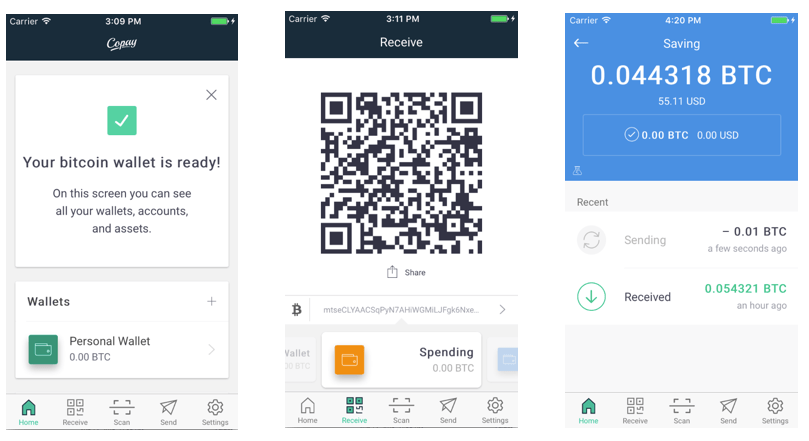 Carrier 3:09 PM
Copay
Your bitcoin wallet is ready!
On this screen you can see
all your wallets, accounts,
and assets.
Wallets
Personal Wallet
0.00 BTC
Home Receive Scan Send Settings
Carrier 3:11 PM
Receive
Share
mtseCLYAACSqPyN7AHiWGMiLJFgk6Nxe...
Wallet
00 BTC
Spending
0.00 BTC
Home Receive Scan Send Settings
Carrier 4:20 PM
Saving
0.044318 BTC
55.11 USD
0.00 BTC 0.00 USD
Recent
Sending
– 0.01 BTC
a few seconds ago
Received
0.054321 BTC
an hour ago
Home Receive Scan Send Settings